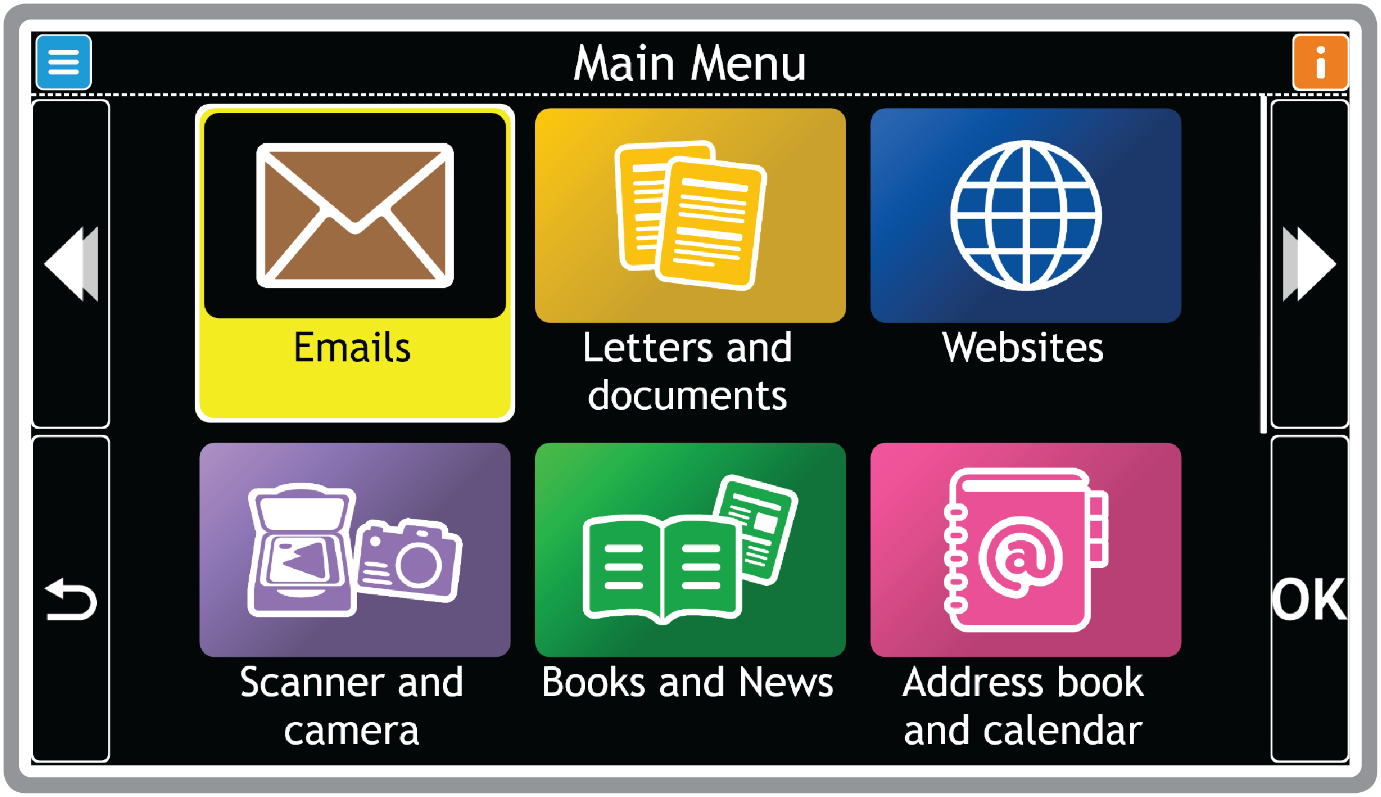 Main Menu
i
Emails
Letters and
documents
Websites
OK
Scanner and
camera
Books and News
Address book
and calendar
@